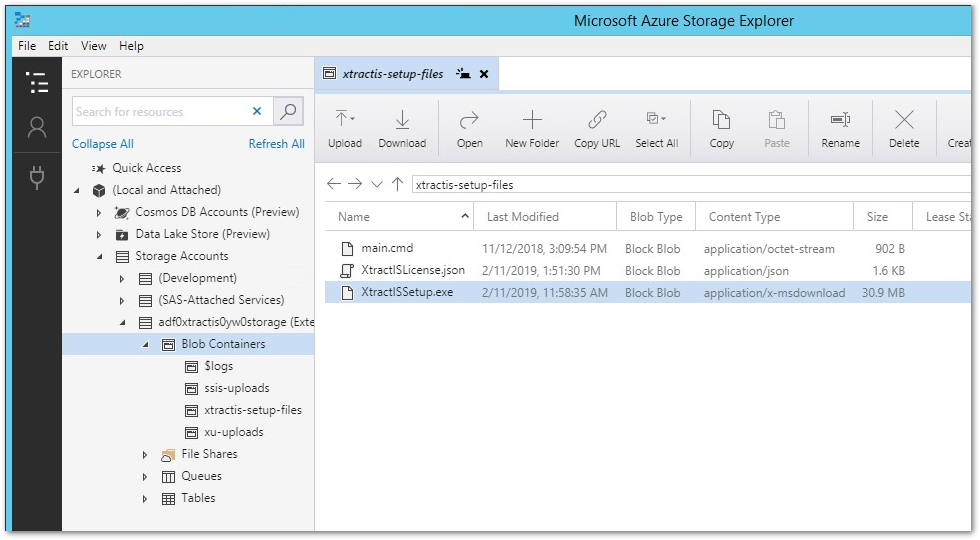 Microsoft Azure Storage Explorer
File Edit View Help
EXPLORER
Search for resources
Collapse All Refresh All
Quick Access
(Local and Attached)
Cosmos DB Accounts (Preview)
Data Lake Store (Preview)
Storage Accounts
(Development)
(SAS-Attached Services)
adf0xtractis0yw0storage (Exte
Blob Containers
$logs
ssis-uploads
xtractis-setup-files
xu-uploads
File Shares
Queues
Tables
xtractis-setup-files
Upload Download Open New Folder Copy URL Select All Copy Paste Rename Delete Creat
xtractis-setup-files
Name Last Modified Blob Type Content Type Size Lease Sta
main.cmd 11/12/2018, 3:09:54 PM Block Blob application/octet-stream 902 B
XtractISLicense.json 2/11/2019, 1:51:30 PM Block Blob application/json 1.6 KB
XtractISSetup.exe 2/11/2019, 11:58:35 AM Block Blob application/x-msdownload 30.9 MB